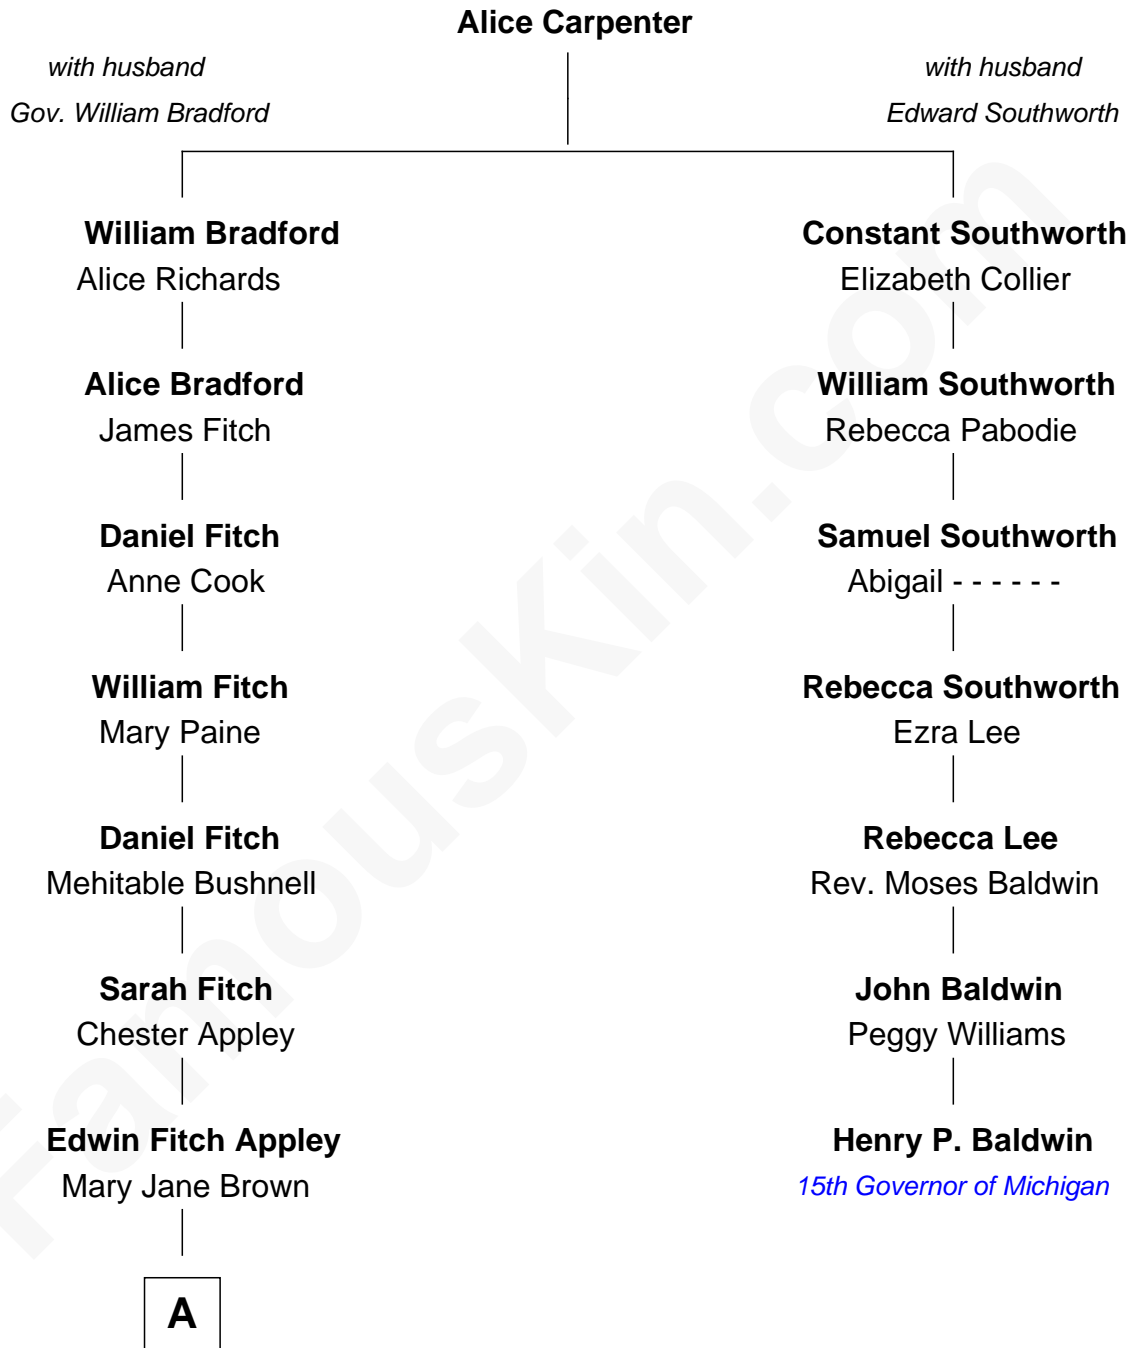 Alice Carpenter
with husband
Gov. William Bradford
with husband
Edward Southworth
William Bradford
Alice Richards
Constant Southworth
Elizabeth Collier
Alice Bradford
James Fitch
William Southworth
Rebecca Pabodie
Daniel Fitch
Anne Cook
Samuel Southworth
Abigail - - - - - -
William Fitch
Mary Paine
Rebecca Southworth
Ezra Lee
Daniel Fitch
Mehitable Bushnell
Rebecca Lee
Rev. Moses Baldwin
Sarah Fitch
Chester Appley
John Baldwin
Peggy Williams
Edwin Fitch Appley
Mary Jane Brown
Henry P. Baldwin
15th Governor of Michigan
A
FamousKin.com